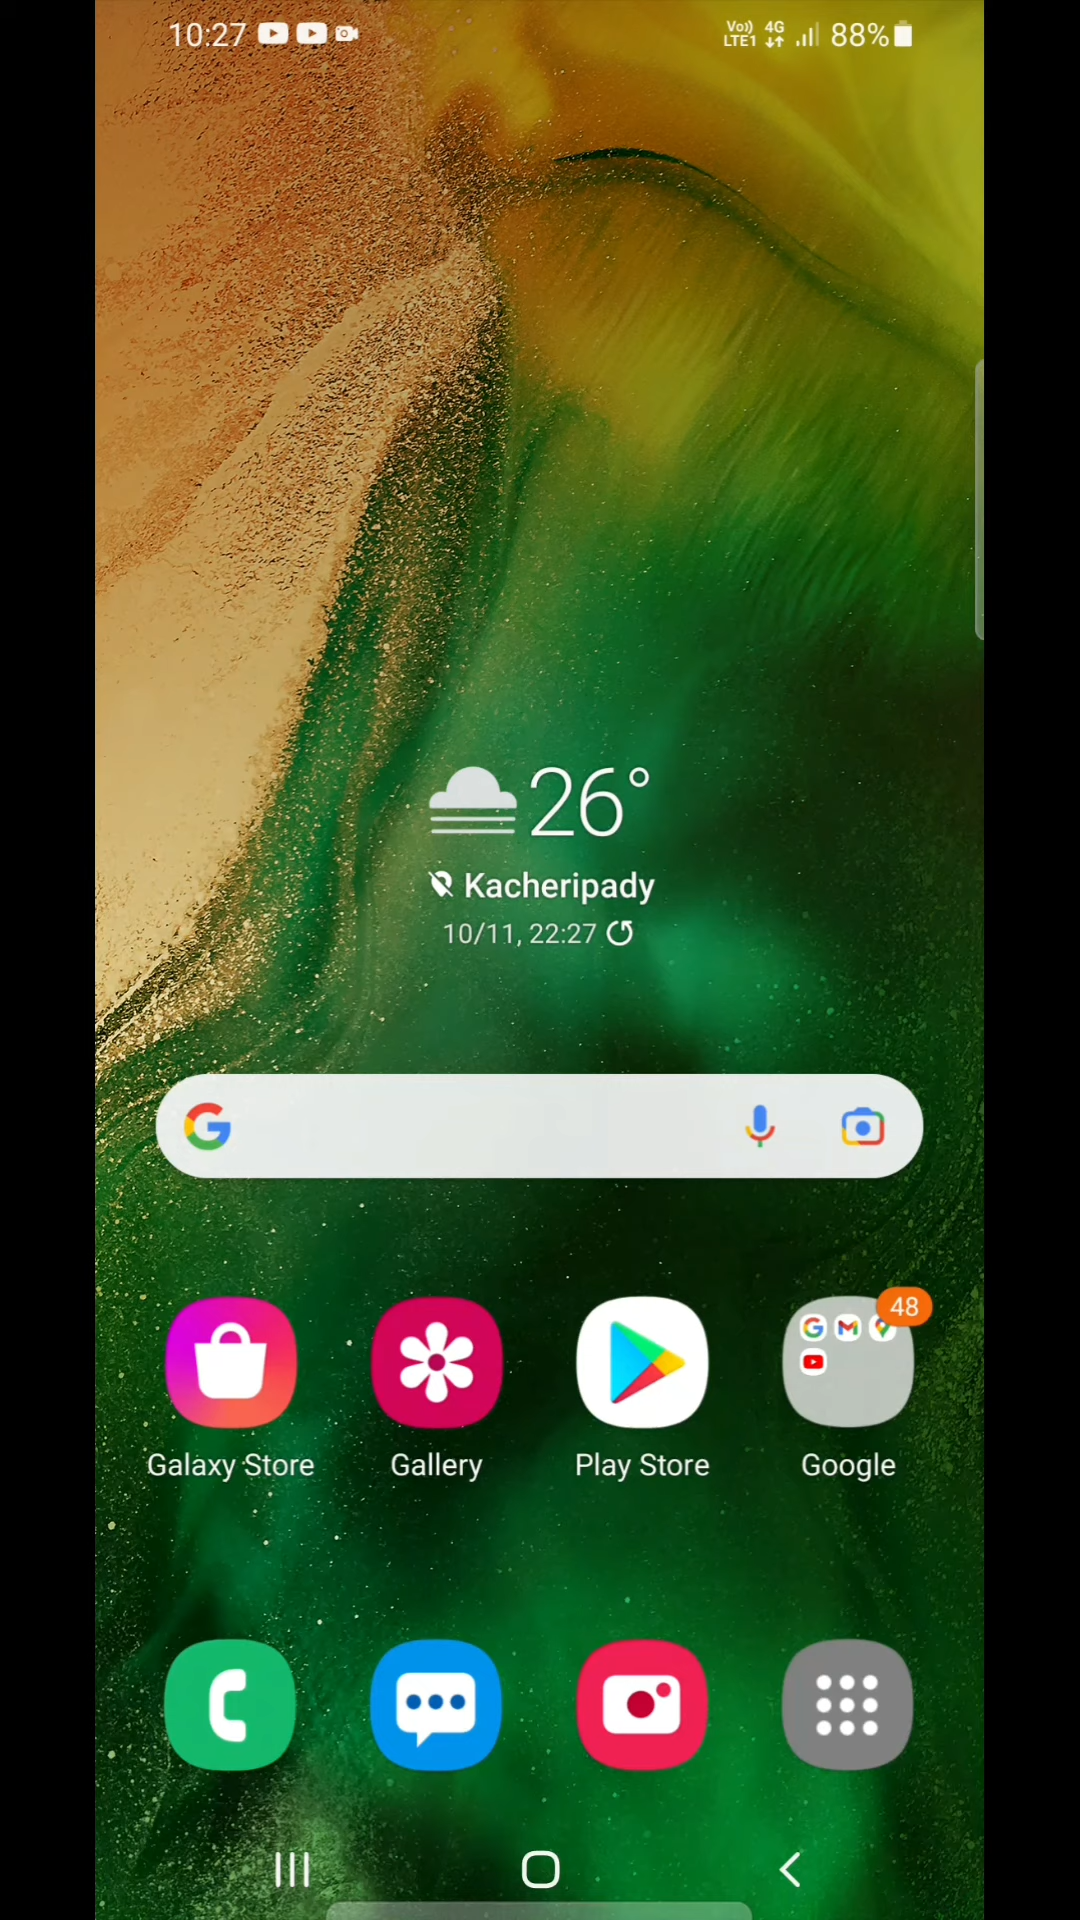 10:27 Vo)) LTE1 4G 88%
26°
Kacheripady
10/11, 22:27
48
Galaxy Store Gallery Play Store Google